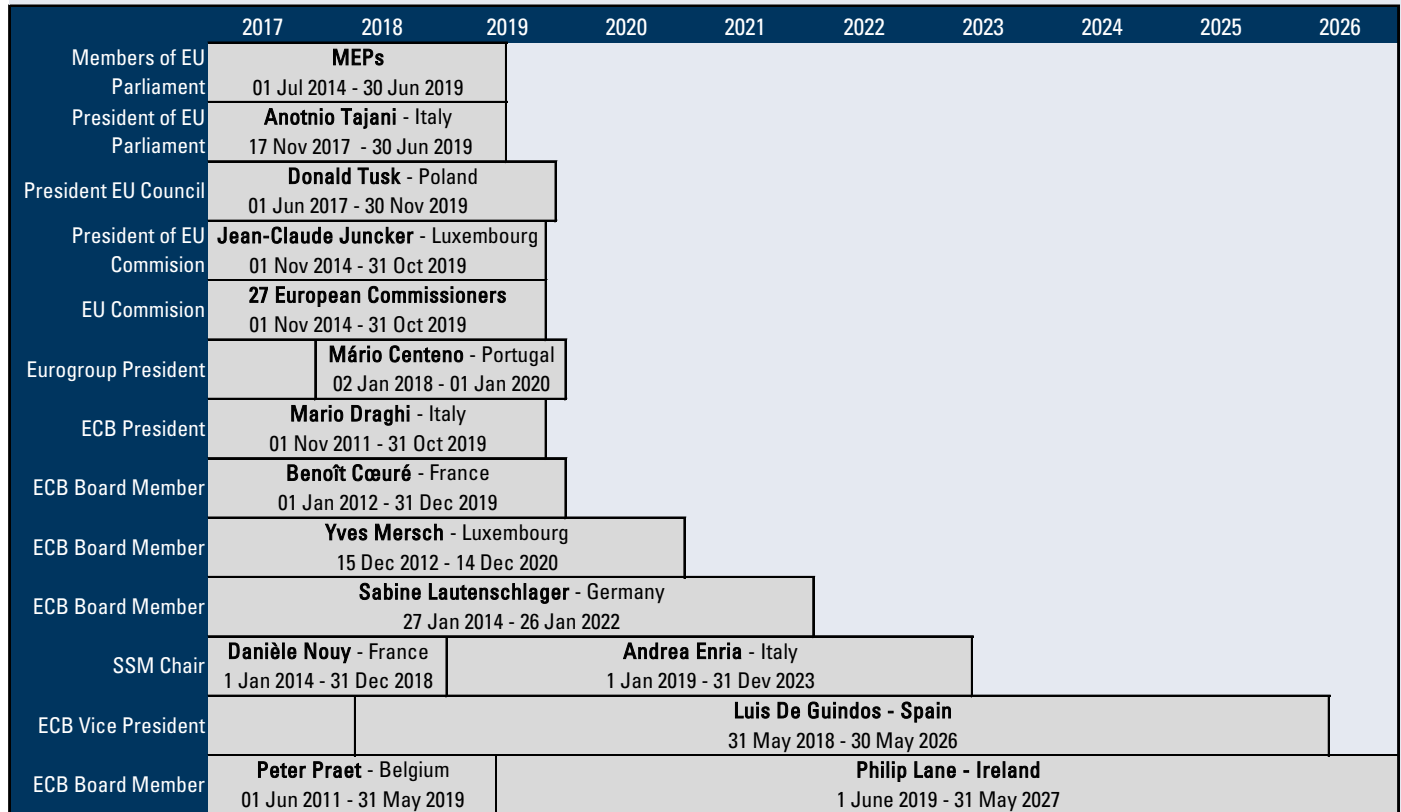 2017 2018 2019 2020 2021 2022 2023 2024 2025 2026
Members of EU
Parliament
MEPs
01 Jul 2014 - 30 Jun 2019
President of EU
Parliament
Anotnio Tajani - Italy
17 Nov 2017 - 30 Jun 2019
President EU Council
Donald Tusk - Poland
01 Jun 2017 - 30 Nov 2019
President of EU
Commision
Jean-Claude Juncker - Luxembourg
01 Nov 2014 - 31 Oct 2019
EU Commision
27 European Commissioners
01 Nov 2014 - 31 Oct 2019
Eurogroup President
Mário Centeno - Portugal
02 Jan 2018 - 01 Jan 2020
ECB President
Mario Draghi - Italy
01 Nov 2011 - 31 Oct 2019
ECB Board Member
Benoît Cœuré - France
01 Jan 2012 - 31 Dec 2019
ECB Board Member
Yves Mersch - Luxembourg
15 Dec 2012 - 14 Dec 2020
ECB Board Member
Sabine Lautenschlager - Germany
27 Jan 2014 - 26 Jan 2022
SSM Chair
Danièle Nouy - France
1 Jan 2014 - 31 Dec 2018
Andrea Enria - Italy
1 Jan 2019 - 31 Dev 2023
ECB Vice President
Luis De Guindos - Spain
31 May 2018 - 30 May 2026
ECB Board Member
Peter Praet - Belgium
01 Jun 2011 - 31 May 2019
Philip Lane - Ireland
1 June 2019 - 31 May 2027